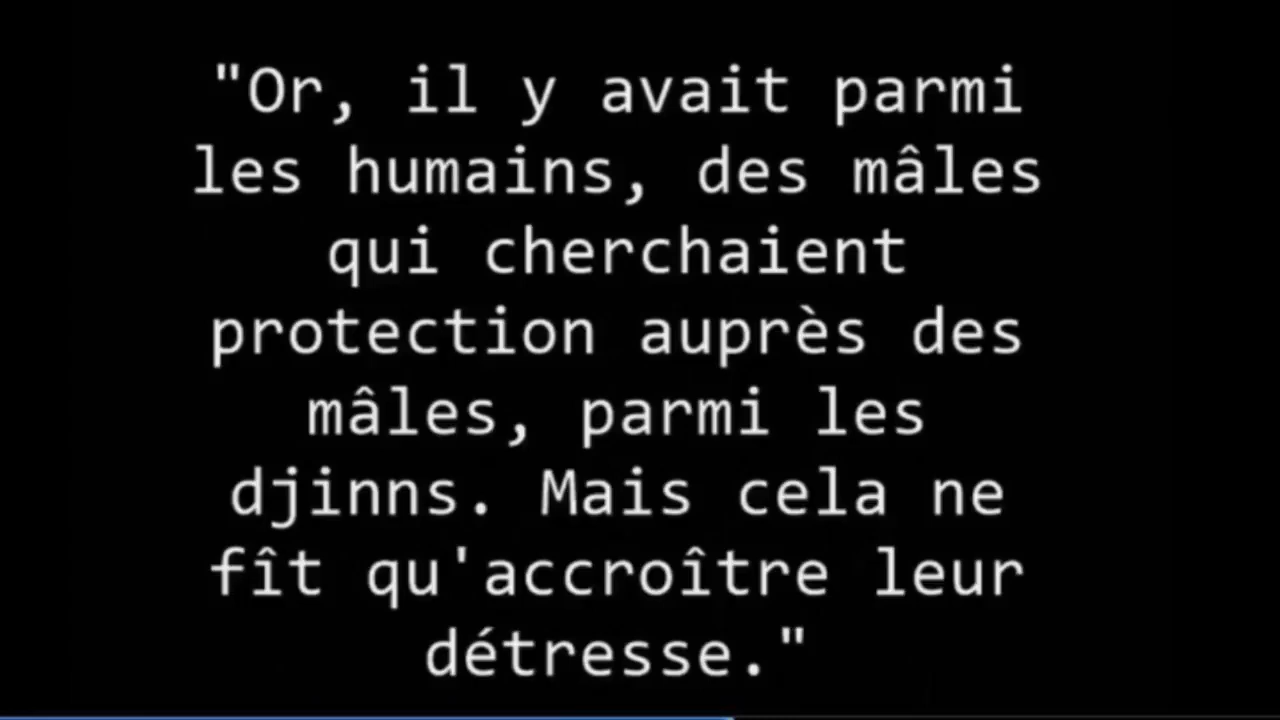 "Or, il y avait parmi
les humains, des mâles
qui cherchaient
protection auprès des
mâles, parmi les
djinns. Mais cela ne
fît qu'accroître leur
détresse."